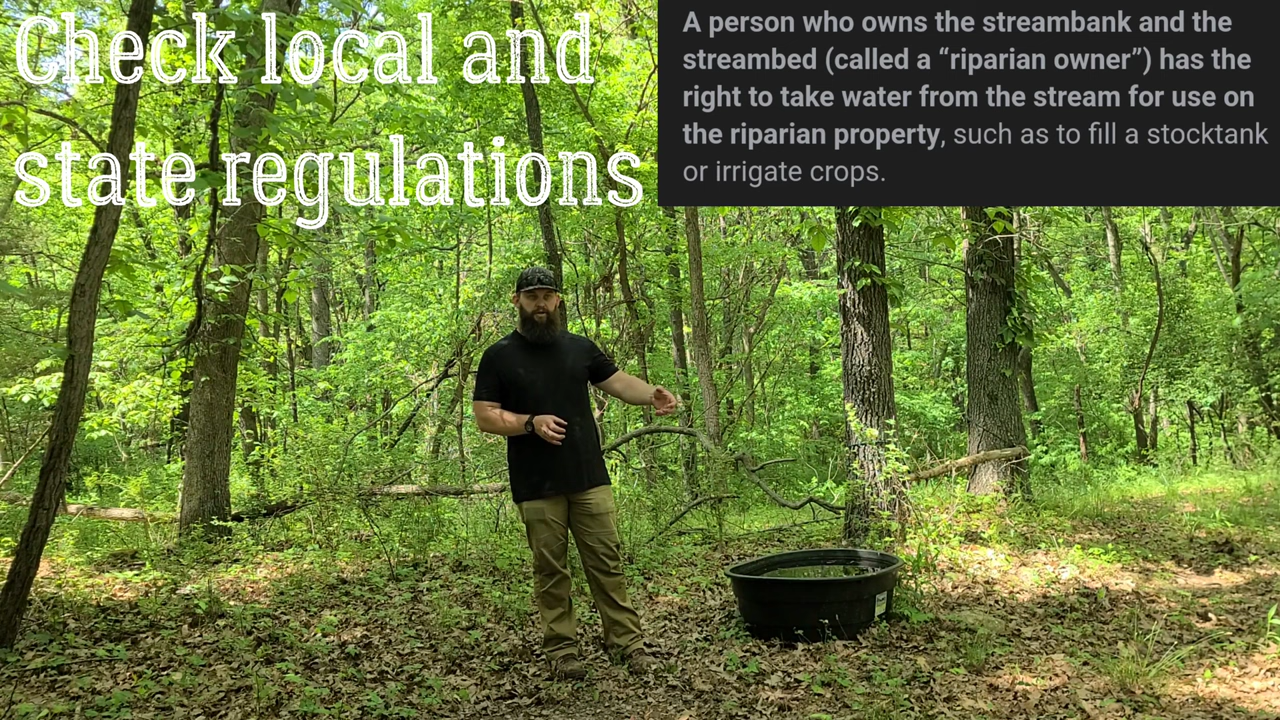 Check local and
state regulations
A person who owns the streambank and the
streambed (called a “riparian owner”) has the
right to take water from the stream for use on
the riparian property, such as to fill a stocktank
or irrigate crops.